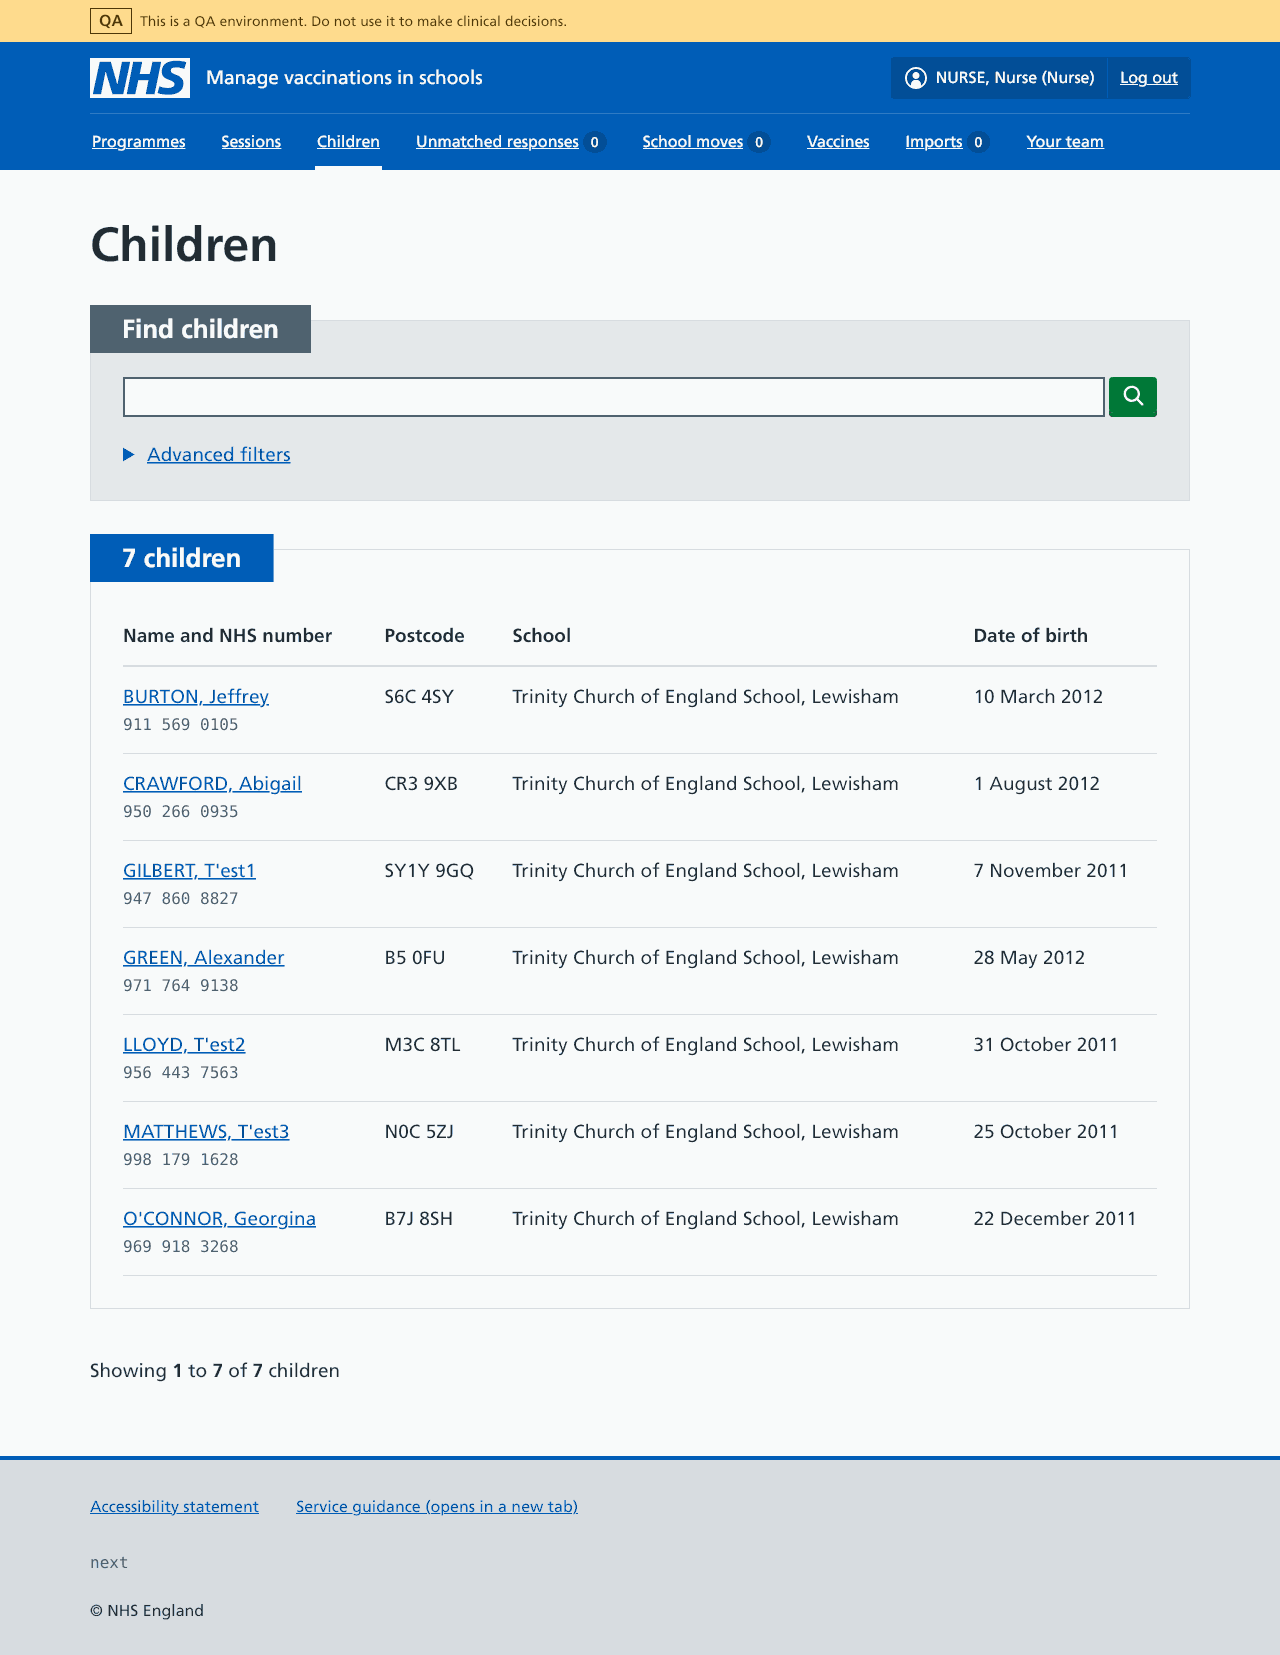 QA This is a QA environment. Do not use it to make clinical decisions.
NHS Manage vaccinations in schools NURSE, Nurse (Nurse) Log out
Programmes Sessions Children Unmatched responses 0 School moves 0 Vaccines Imports 0 Your team
Children
Find children
Advanced filters
7 children
Name and NHS number Postcode School Date of birth
BURTON, Jeffrey S6C 4SY Trinity Church of England School, Lewisham 10 March 2012
911 569 0105
CRAWFORD, Abigail CR3 9XB Trinity Church of England School, Lewisham 1 August 2012
950 266 0935
GILBERT, T'est1 SY1Y 9GQ Trinity Church of England School, Lewisham 7 November 2011
947 860 8827
GREEN, Alexander B5 0FU Trinity Church of England School, Lewisham 28 May 2012
971 764 9138
LLOYD, T'est2 M3C 8TL Trinity Church of England School, Lewisham 31 October 2011
956 443 7563
MATTHEWS, T'est3 N0C 5ZJ Trinity Church of England School, Lewisham 25 October 2011
998 179 1628
O'CONNOR, Georgina B7J 8SH Trinity Church of England School, Lewisham 22 December 2011
969 918 3268
Showing 1 to 7 of 7 children
Accessibility statement Service guidance (opens in a new tab)
next
© NHS England